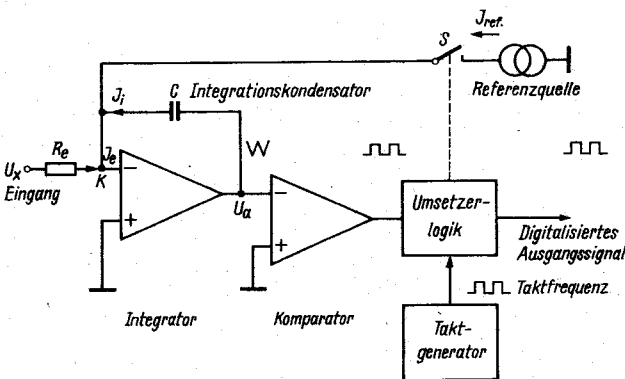 S
J_ref.
Referenzquelle
J_i
C Integrationskondensator
U_x
R_e
J_e
K
Eingang
−
+
U_a
−
+
Umsetzer-
logik
Digitalisiertes
Ausgangssignal
Taktfrequenz
Integrator
Komparator
Takt-
generator